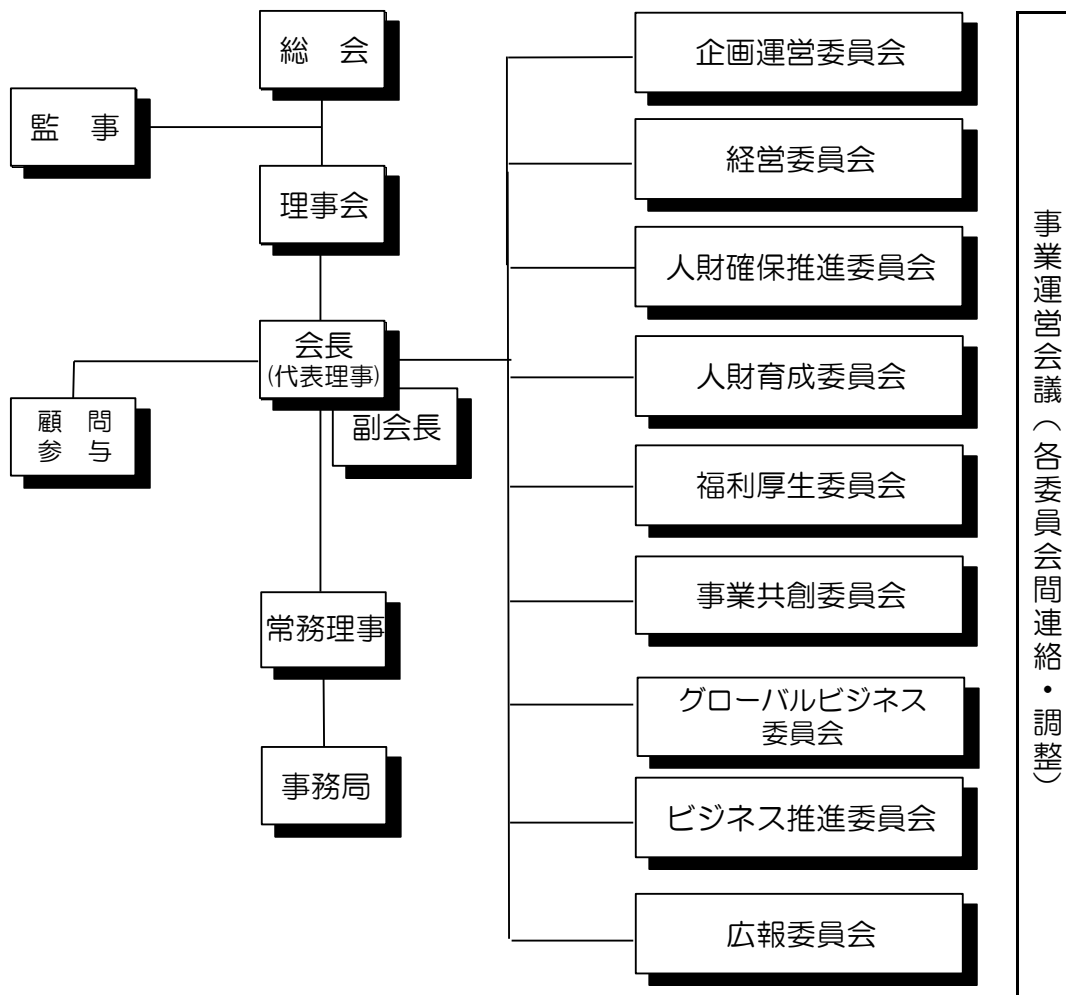 総　会
監　事
理事会
会長
(代表理事)
副会長
顧　問
参　与
常務理事
事務局
企画運営委員会
経営委員会
人財確保推進委員会
人財育成委員会
福利厚生委員会
事業共創委員会
グローバルビジネス
委員会
ビジネス推進委員会
広報委員会
事業運営会議（各委員会間連絡・調整）